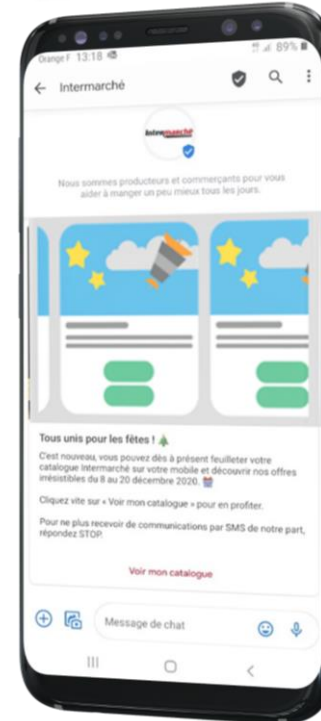 Orange F 13:18 89%
Intermarché
Intermarché
Nous sommes producteurs et commerçants pour vous
aider à manger un peu mieux tous les jours.
Tous unis pour les fêtes ! 🎄
C'est nouveau, vous pouvez dès à présent feuilleter votre
catalogue Intermarché sur votre mobile et découvrir nos offres
irrésistibles du 8 au 20 décembre 2020. 🎁
Cliquez vite sur « Voir mon catalogue » pour en profiter.
Pour ne plus recevoir de communications par SMS de notre part,
répondez STOP.
Voir mon catalogue
Message de chat